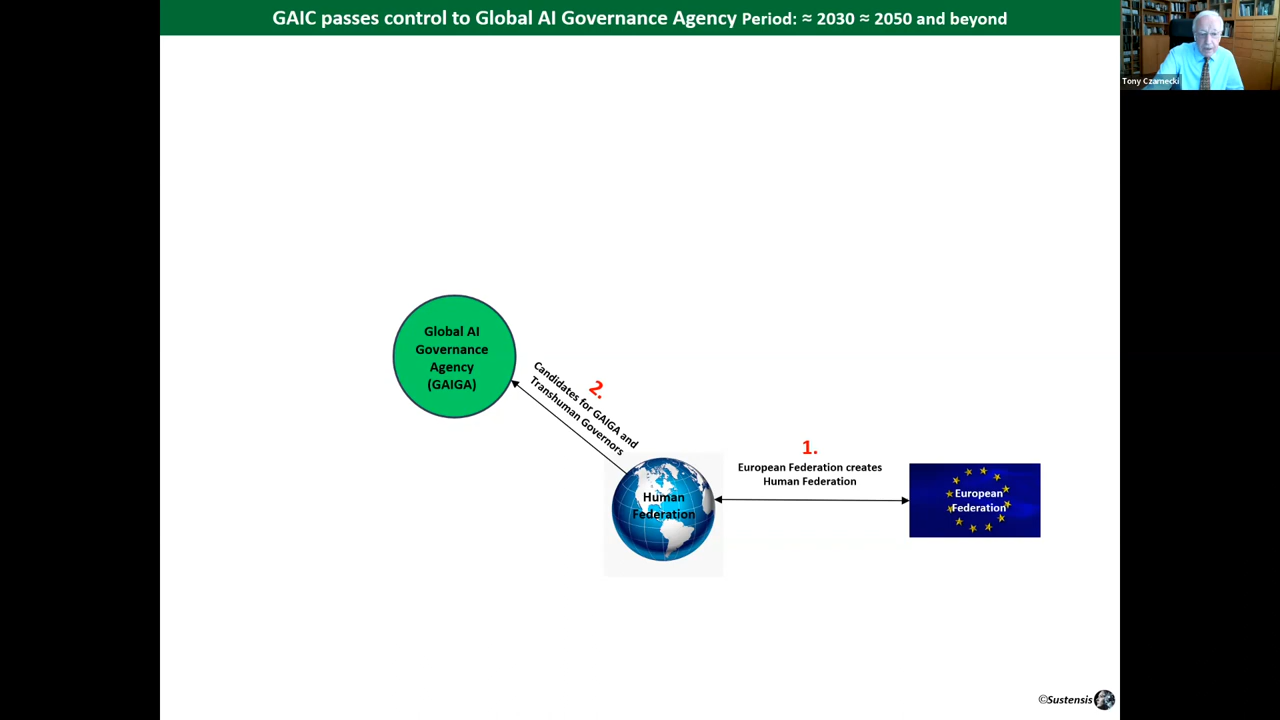 GAIC passes control to Global AI Governance Agency Period: ≈ 2030 ≈ 2050 and beyond
Tony Czarnecki
Global AI
Governance
Agency
(GAIGA)
2.
Candidates for GAIGA and
Transhuman Governors
1.
European Federation creates
Human Federation
Human
Federation
European
Federation
©Sustensis